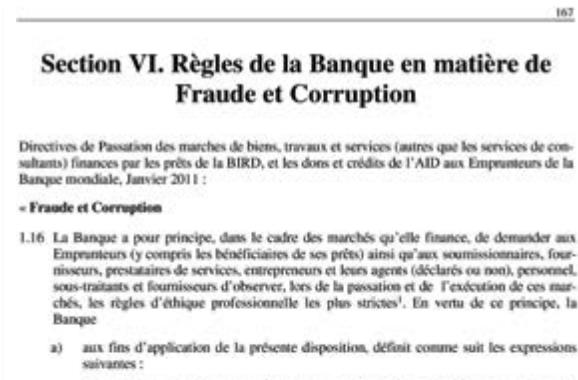 167
Section VI. Règles de la Banque en matière de
Fraude et Corruption
Directives de Passation des marches de biens, travaux et services (autres que les services de con-
sultants) finances par les prêts de la BIRD, et les dons et crédits de l'AID aux Emprunteurs de la
Banque mondiale, Janvier 2011 :
« Fraude et Corruption
1.16 La Banque a pour principe, dans le cadre des marchés qu'elle finance, de demander aux
Emprunteurs (y compris les bénéficiaires de ses prêts) ainsi qu'aux soumissionnaires, four-
nisseurs, prestataires de services, entrepreneurs et leurs agents (déclarés ou non), personnel,
sous-traitants et fournisseurs d'observer, lors de la passation et de l'exécution de ces mar-
chés, les règles d'éthique professionnelle les plus strictes¹. En vertu de ce principe, la
Banque
a) aux fins d'application de la présente disposition, définit comme suit les expressions
suivantes :